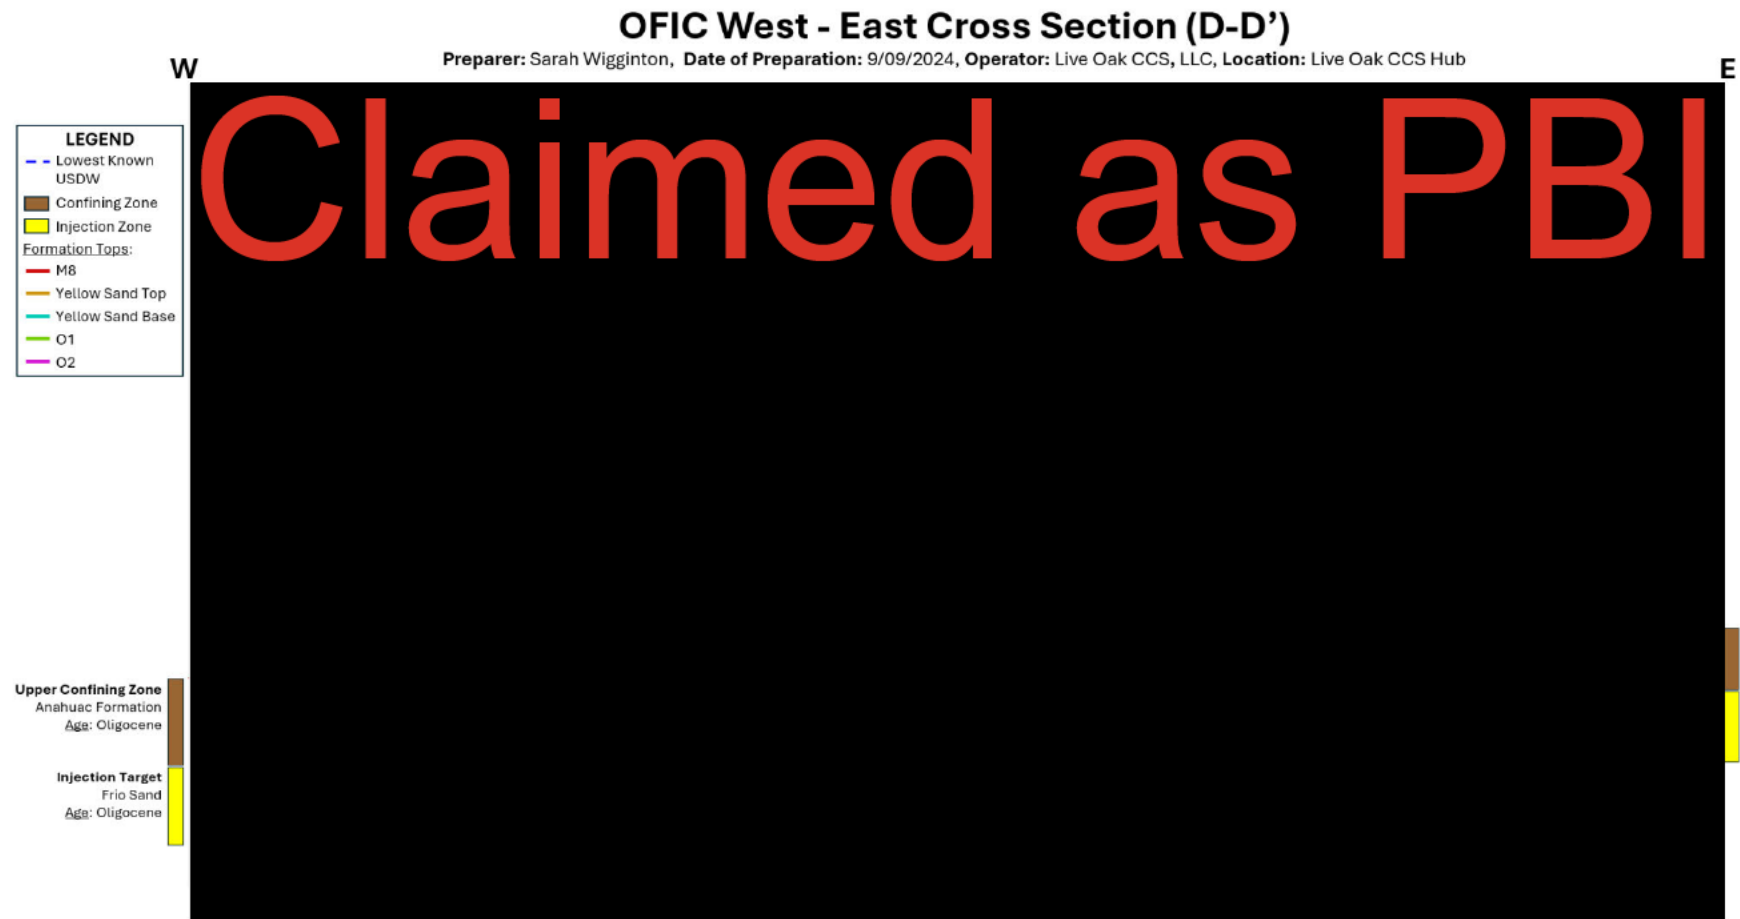 OFIC West - East Cross Section (D-D’)
Preparer: Sarah Wigginton, Date of Preparation: 9/09/2024, Operator: Live Oak CCS, LLC, Location: Live Oak CCS Hub
W
E
Claimed as PBI
LEGEND
Lowest Known
USDW
Confining Zone
Injection Zone
Formation Tops:
M8
Yellow Sand Top
Yellow Sand Base
O1
O2
Upper Confining Zone
Anahuac Formation
Age: Oligocene
Injection Target
Frio Sand
Age: Oligocene